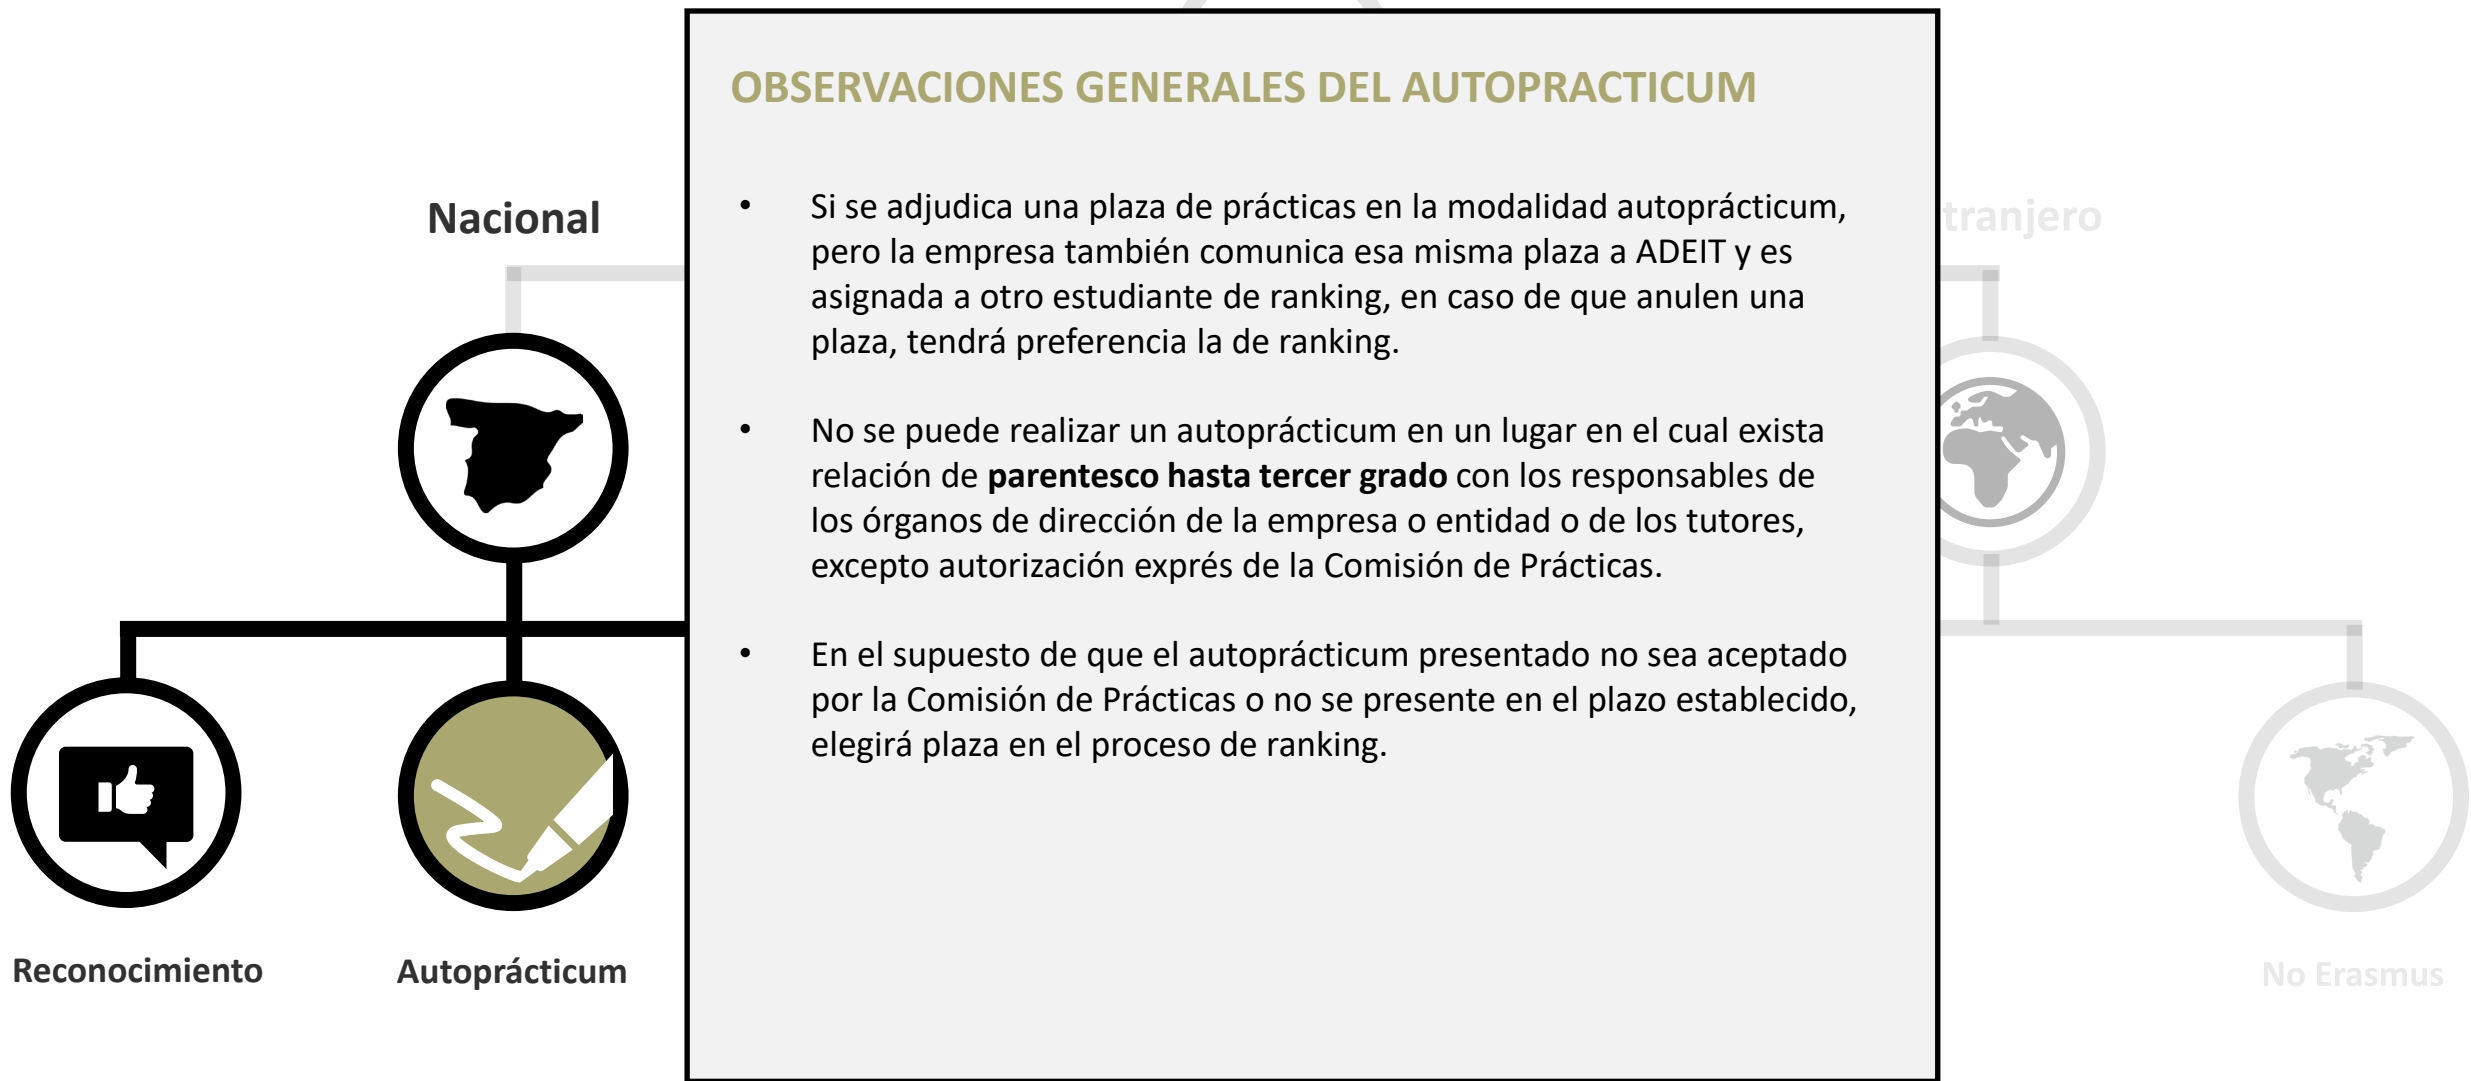 OBSERVACIONES GENERALES DEL AUTOPRACTICUM
Nacional
• Si se adjudica una plaza de prácticas en la modalidad autoprácticum,
pero la empresa también comunica esa misma plaza a ADEIT y es
asignada a otro estudiante de ranking, en caso de que anulen una
plaza, tendrá preferencia la de ranking.
• No se puede realizar un autoprácticum en un lugar en el cual exista
relación de parentesco hasta tercer grado con los responsables de
los órganos de dirección de la empresa o entidad o de los tutores,
excepto autorización exprés de la Comisión de Prácticas.
• En el supuesto de que el autoprácticum presentado no sea aceptado
por la Comisión de Prácticas o no se presente en el plazo establecido,
elegirá plaza en el proceso de ranking.
tranjero
Reconocimiento
Autoprácticum
No Erasmus